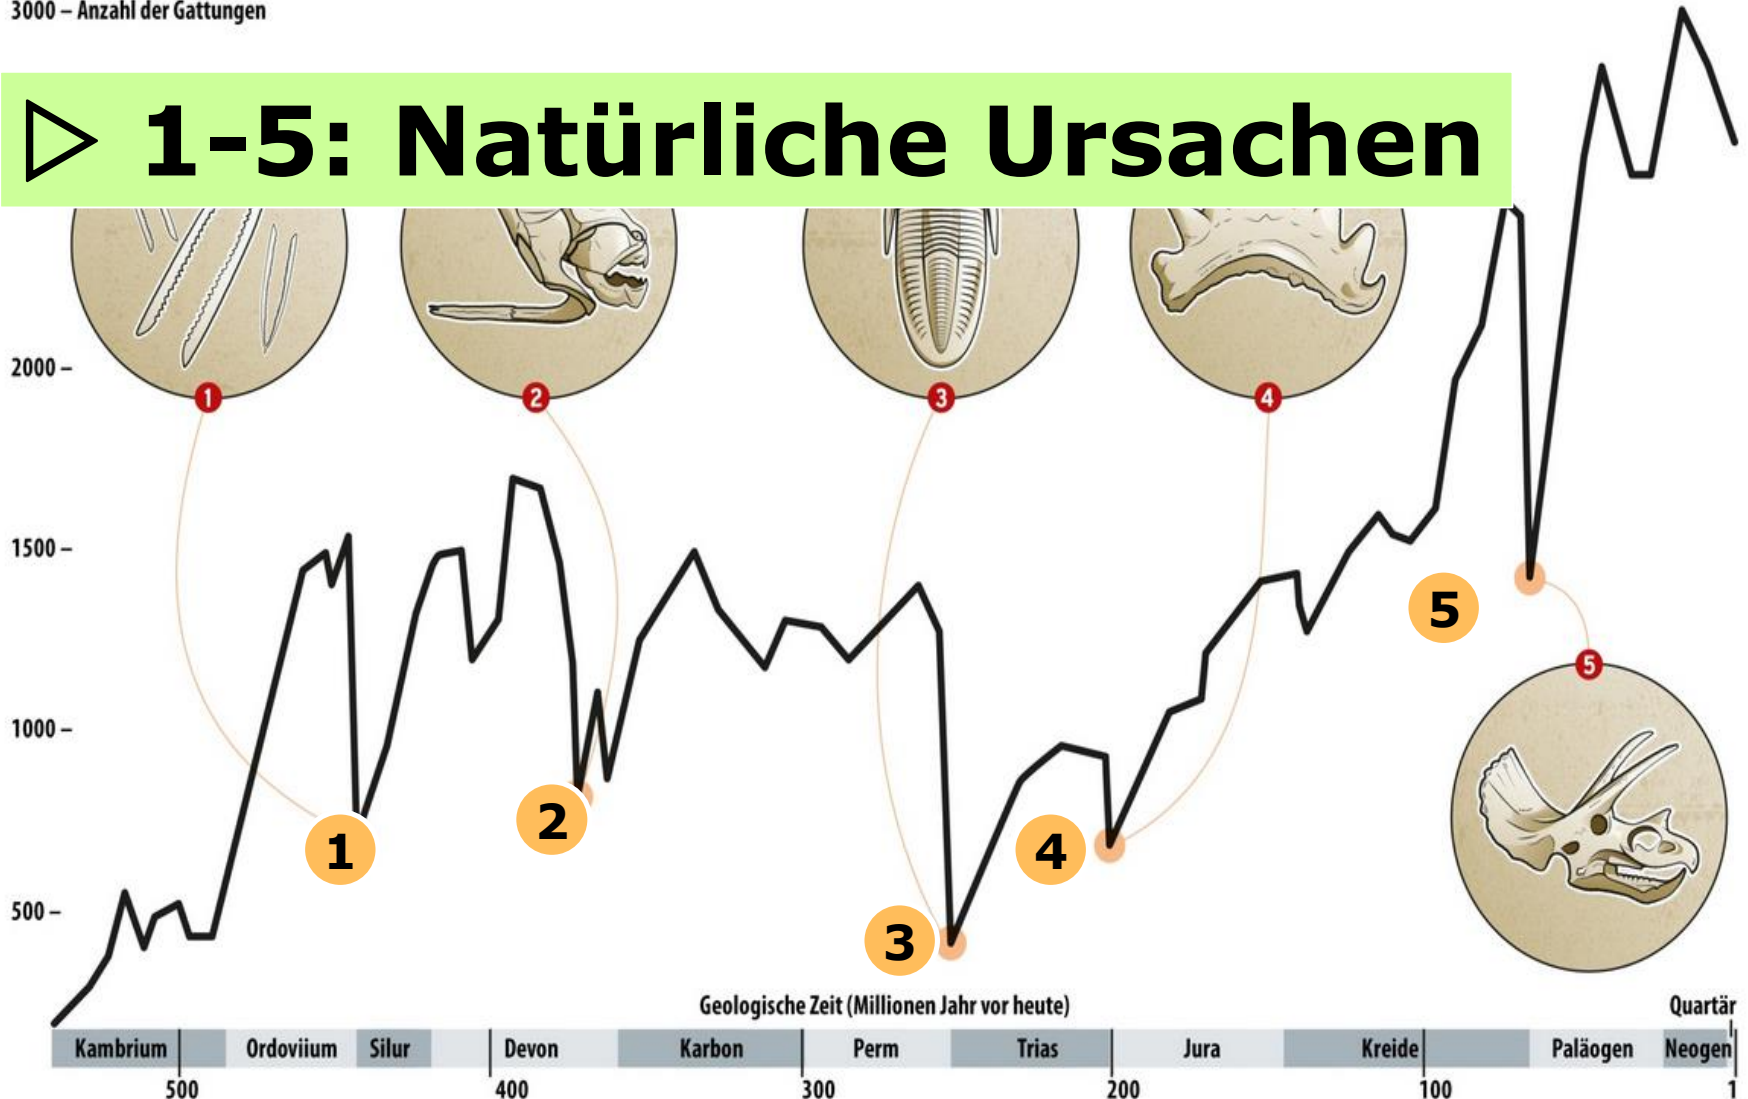 3000 – Anzahl der Gattungen
▷ 1-5: Natürliche Ursachen
2000 –
1 2 3 4
1500 –
5
5
1000 –
1 2 3 4
500 –
Geologische Zeit (Millionen Jahr vor heute)
Quartär
Kambrium Ordoviium Silur Devon Karbon Perm Trias Jura Kreide Paläogen Neogen
500 400 300 200 100 1